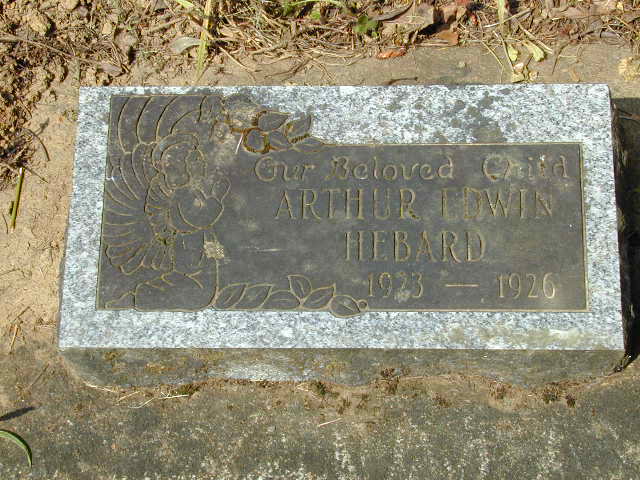 Our Beloved Child
ARTHUR EDWIN
HEBARD
1923 — 1926